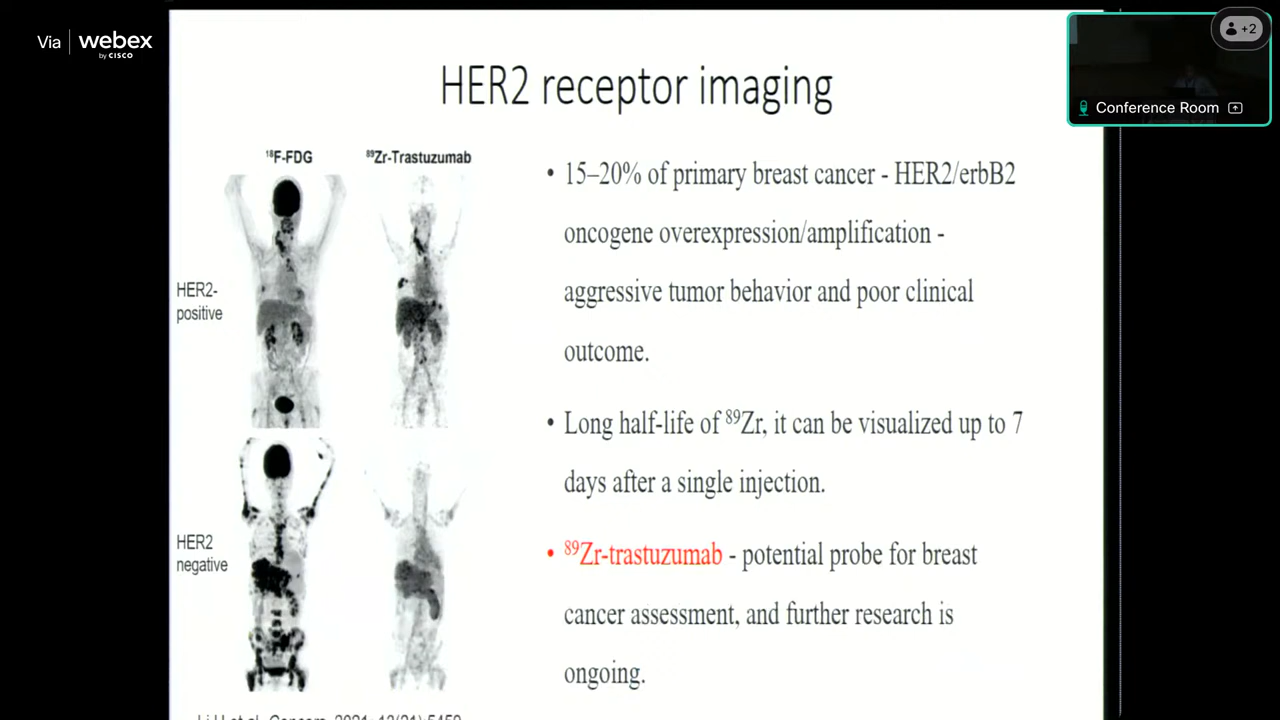 Via webex
by CISCO
+2
Conference Room
HER2 receptor imaging
¹⁸F-FDG
⁸⁹Zr-Trastuzumab
HER2-
positive
HER2
negative
• 15–20% of primary breast cancer - HER2/erbB2
oncogene overexpression/amplification -
aggressive tumor behavior and poor clinical
outcome.
• Long half-life of ⁸⁹Zr, it can be visualized up to 7
days after a single injection.
• ⁸⁹Zr-trastuzumab - potential probe for breast
cancer assessment, and further research is
ongoing.